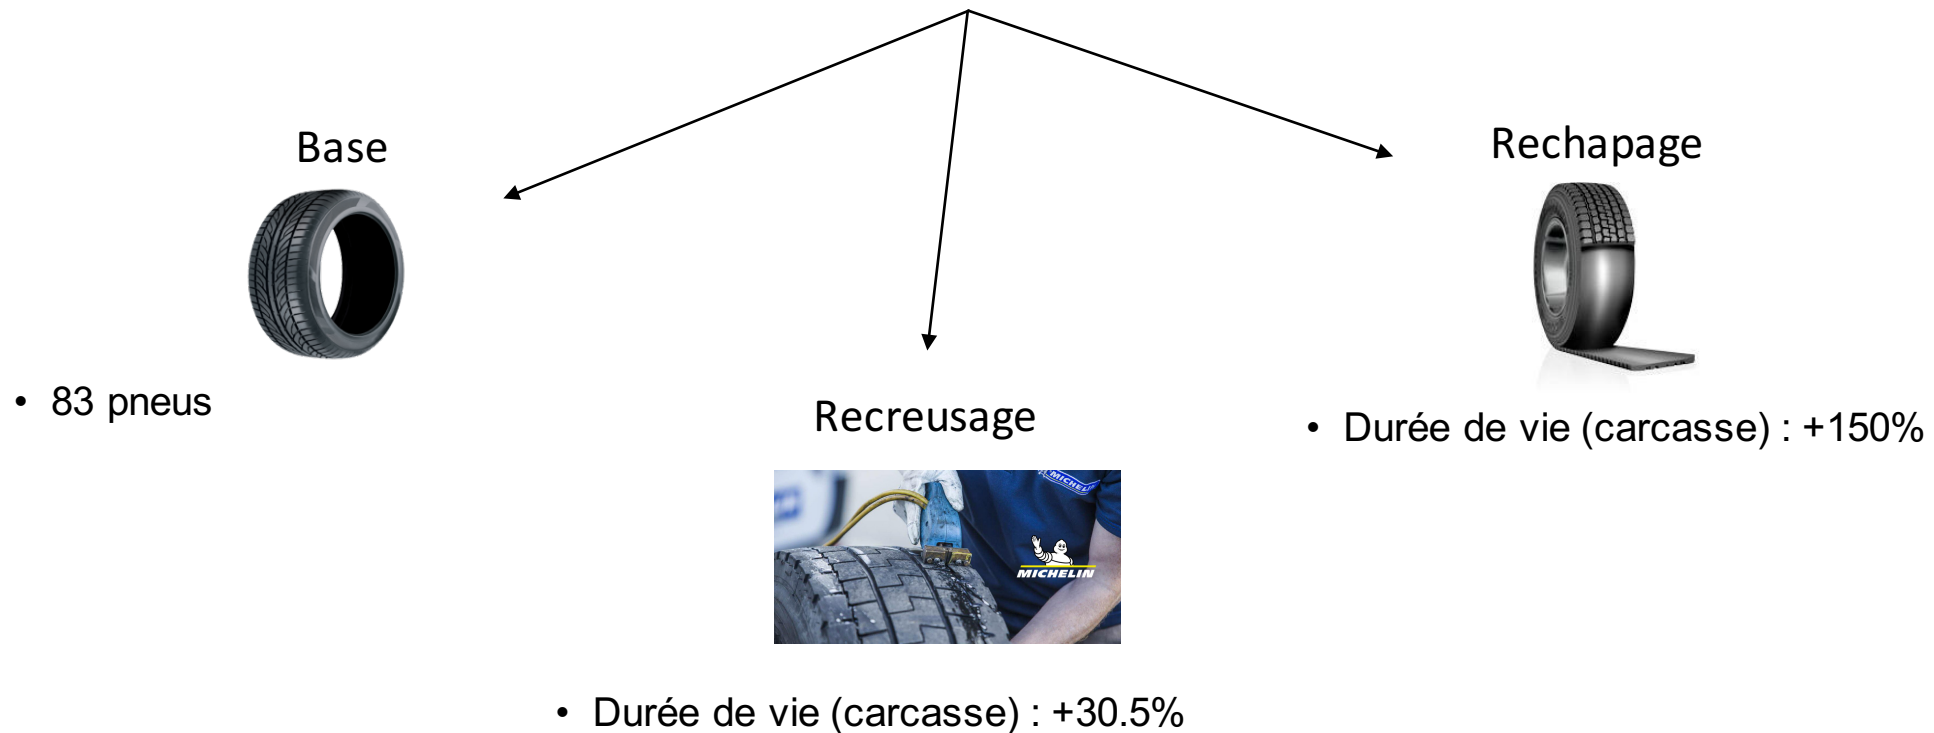 Base
Rechapage
• 83 pneus
Recreusage
• Durée de vie (carcasse) : +150%
MICHELIN
MICHELIN
• Durée de vie (carcasse) : +30.5%